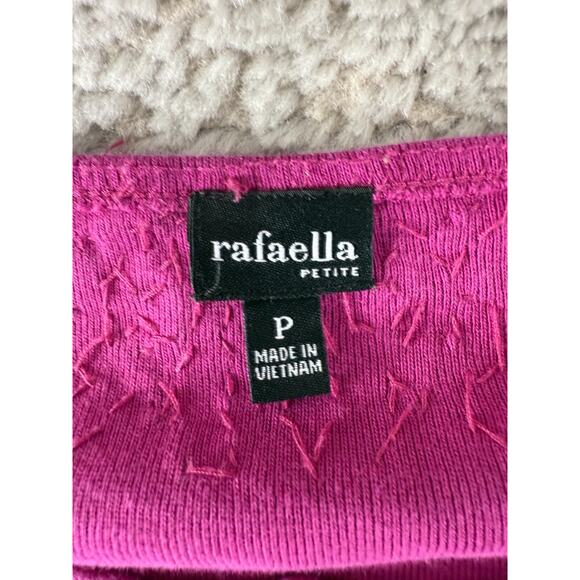 rafaella
PETITE
P
MADE IN
VIETNAM